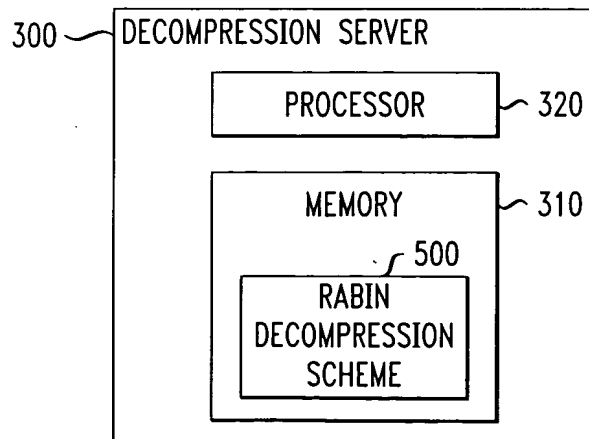 300 DECOMPRESSION SERVER
PROCESSOR 320
MEMORY 310
500
RABIN
DECOMPRESSION
SCHEME